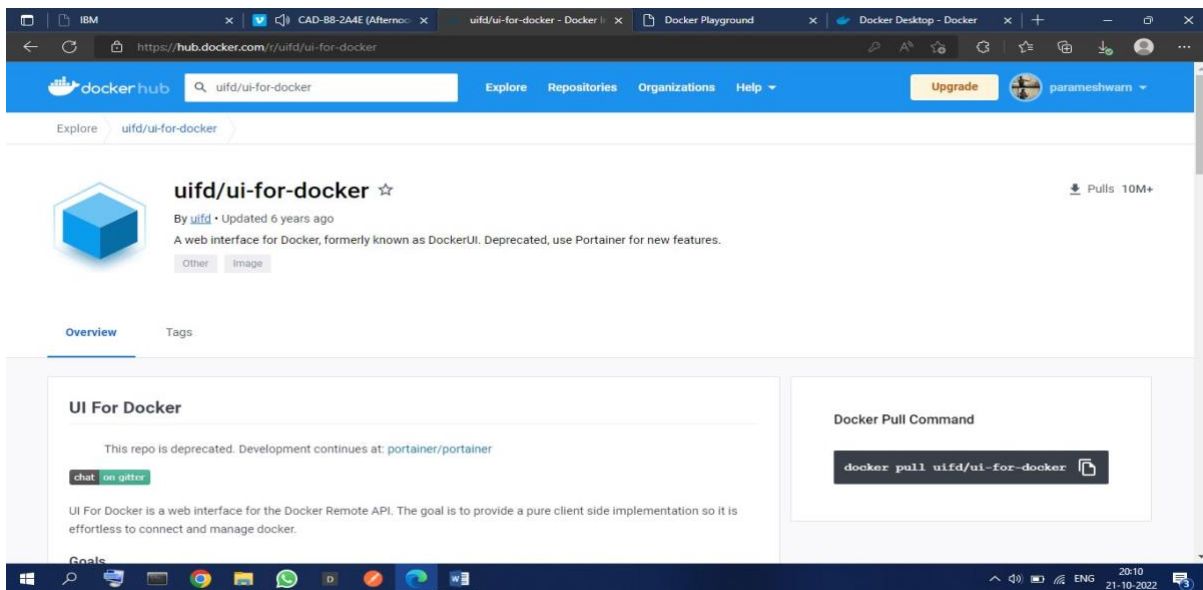 IBM
CAD-B8-2A4E (Afternoo
uifd/ui-for-docker - Docker I
Docker Playground
Docker Desktop - Docker
https://hub.docker.com/r/uifd/ui-for-docker
dockerhub
uifd/ui-for-docker
Explore
Repositories
Organizations
Help
Upgrade
parameshwarn
Explore
uifd/ui-for-docker
uifd/ui-for-docker
Pulls 10M+
By uifd • Updated 6 years ago
A web interface for Docker, formerly known as DockerUI. Deprecated, use Portainer for new features.
Other
Image
Overview
Tags
UI For Docker
This repo is deprecated. Development continues at: portainer/portainer
chat on gitter
UI For Docker is a web interface for the Docker Remote API. The goal is to provide a pure client side implementation so it is
effortless to connect and manage docker.
Goals
Docker Pull Command
docker pull uifd/ui-for-docker
ENG
20:10
21-10-2022